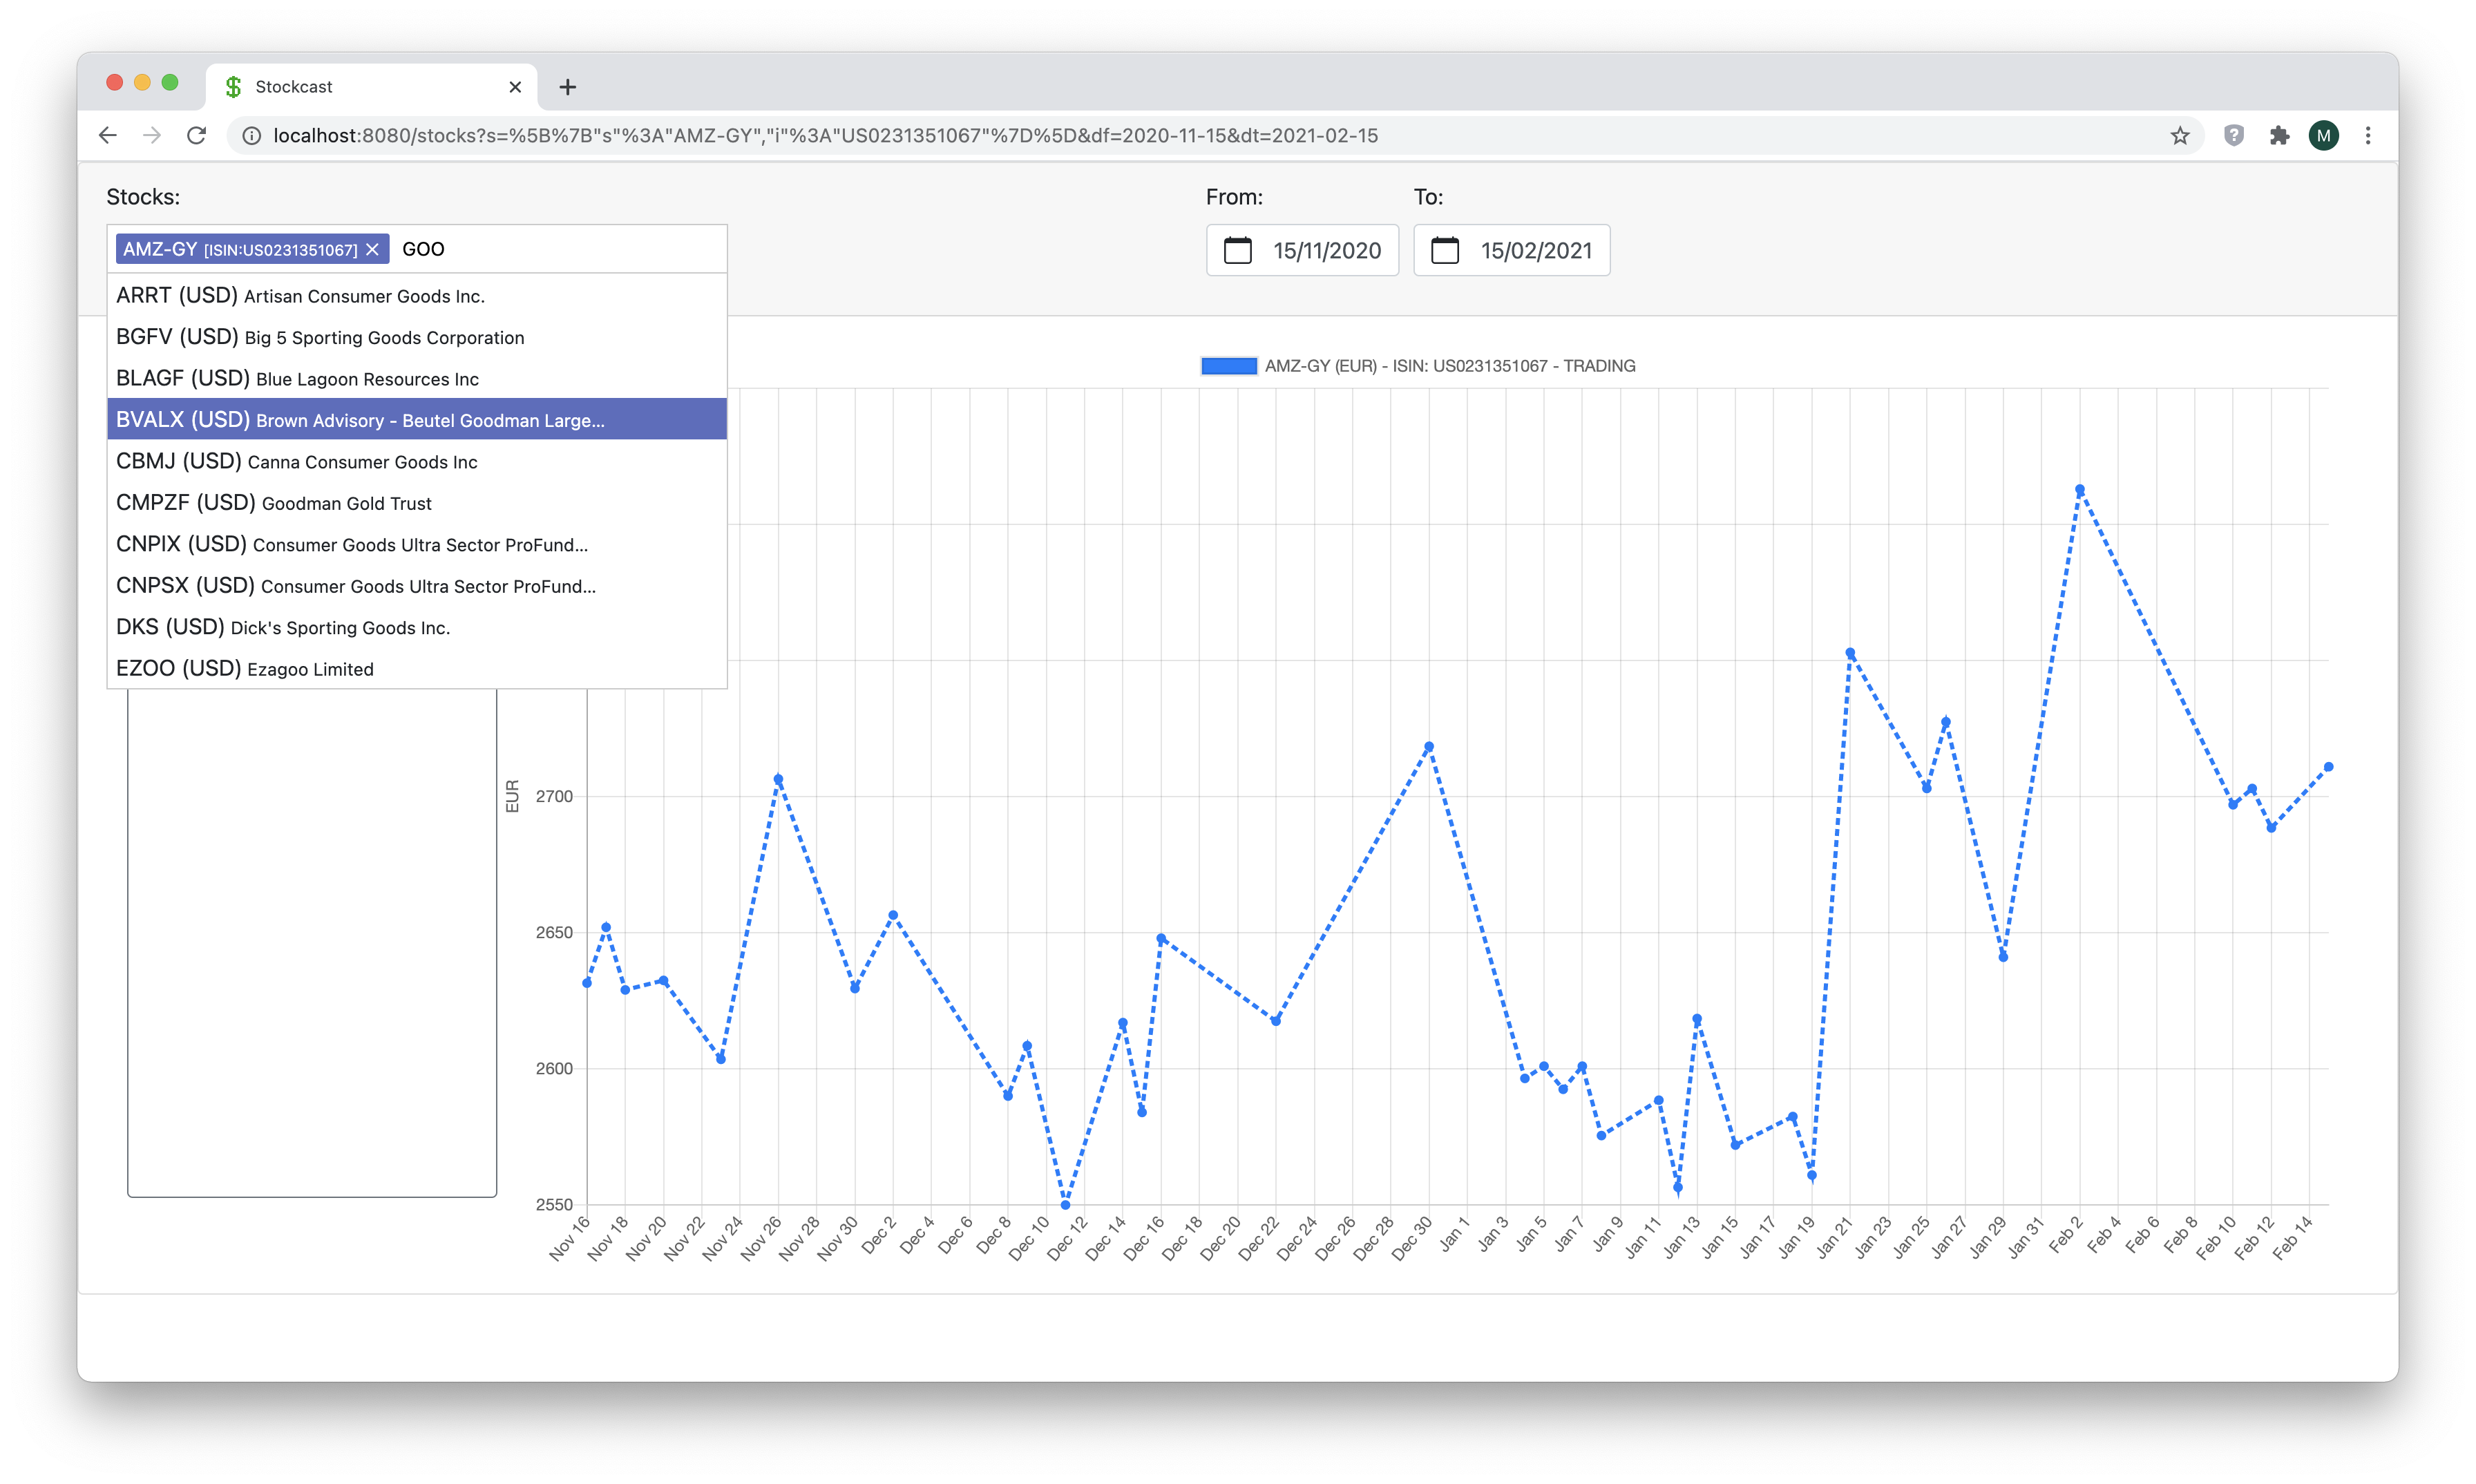 Stockcast
localhost:8080/stocks?s=%5B%7B"s"%3A"AMZ-GY","i"%3A"US0231351067"%7D%5D&df=2020-11-15&dt=2021-02-15
M
Stocks:
From:
To:
AMZ-GY [ISIN:US0231351067] GOO
15/11/2020
15/02/2021
ARRT (USD) Artisan Consumer Goods Inc.
BGFV (USD) Big 5 Sporting Goods Corporation
BLAGF (USD) Blue Lagoon Resources Inc
BVALX (USD) Brown Advisory - Beutel Goodman Large...
CBMJ (USD) Canna Consumer Goods Inc
CMPZF (USD) Goodman Gold Trust
CNPIX (USD) Consumer Goods Ultra Sector ProFund...
CNPSX (USD) Consumer Goods Ultra Sector ProFund...
DKS (USD) Dick's Sporting Goods Inc.
EZOO (USD) Ezagoo Limited
AMZ-GY (EUR) - ISIN: US0231351067 - TRADING
EUR
2700
2650
2600
2550
Nov 16
Nov 18
Nov 20
Nov 22
Nov 24
Nov 26
Nov 28
Nov 30
Dec 2
Dec 4
Dec 6
Dec 8
Dec 10
Dec 12
Dec 14
Dec 16
Dec 18
Dec 20
Dec 22
Dec 24
Dec 26
Dec 28
Dec 30
Jan 1
Jan 3
Jan 5
Jan 7
Jan 9
Jan 11
Jan 13
Jan 15
Jan 17
Jan 19
Jan 21
Jan 23
Jan 25
Jan 27
Jan 29
Jan 31
Feb 2
Feb 4
Feb 6
Feb 8
Feb 10
Feb 12
Feb 14